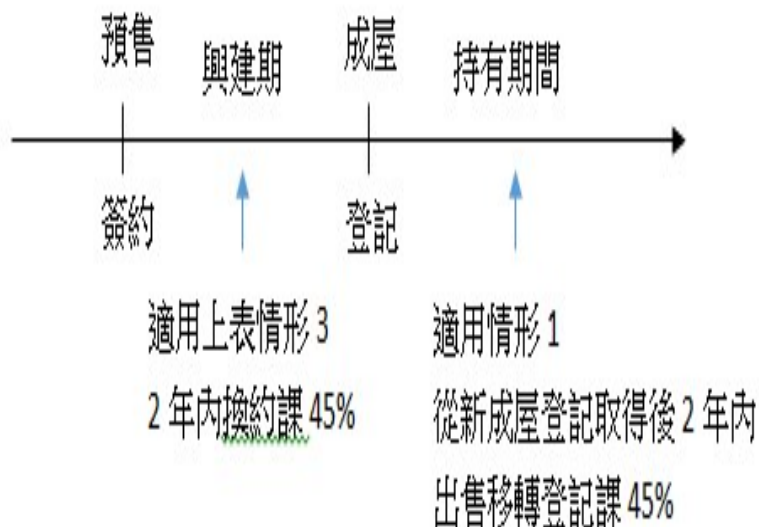 預售
興建期
成屋
持有期間
簽約
登記
適用上表情形 3
2 年內換約課 45%
適用情形 1
從新成屋登記取得後 2 年內
出售移轉登記課 45%